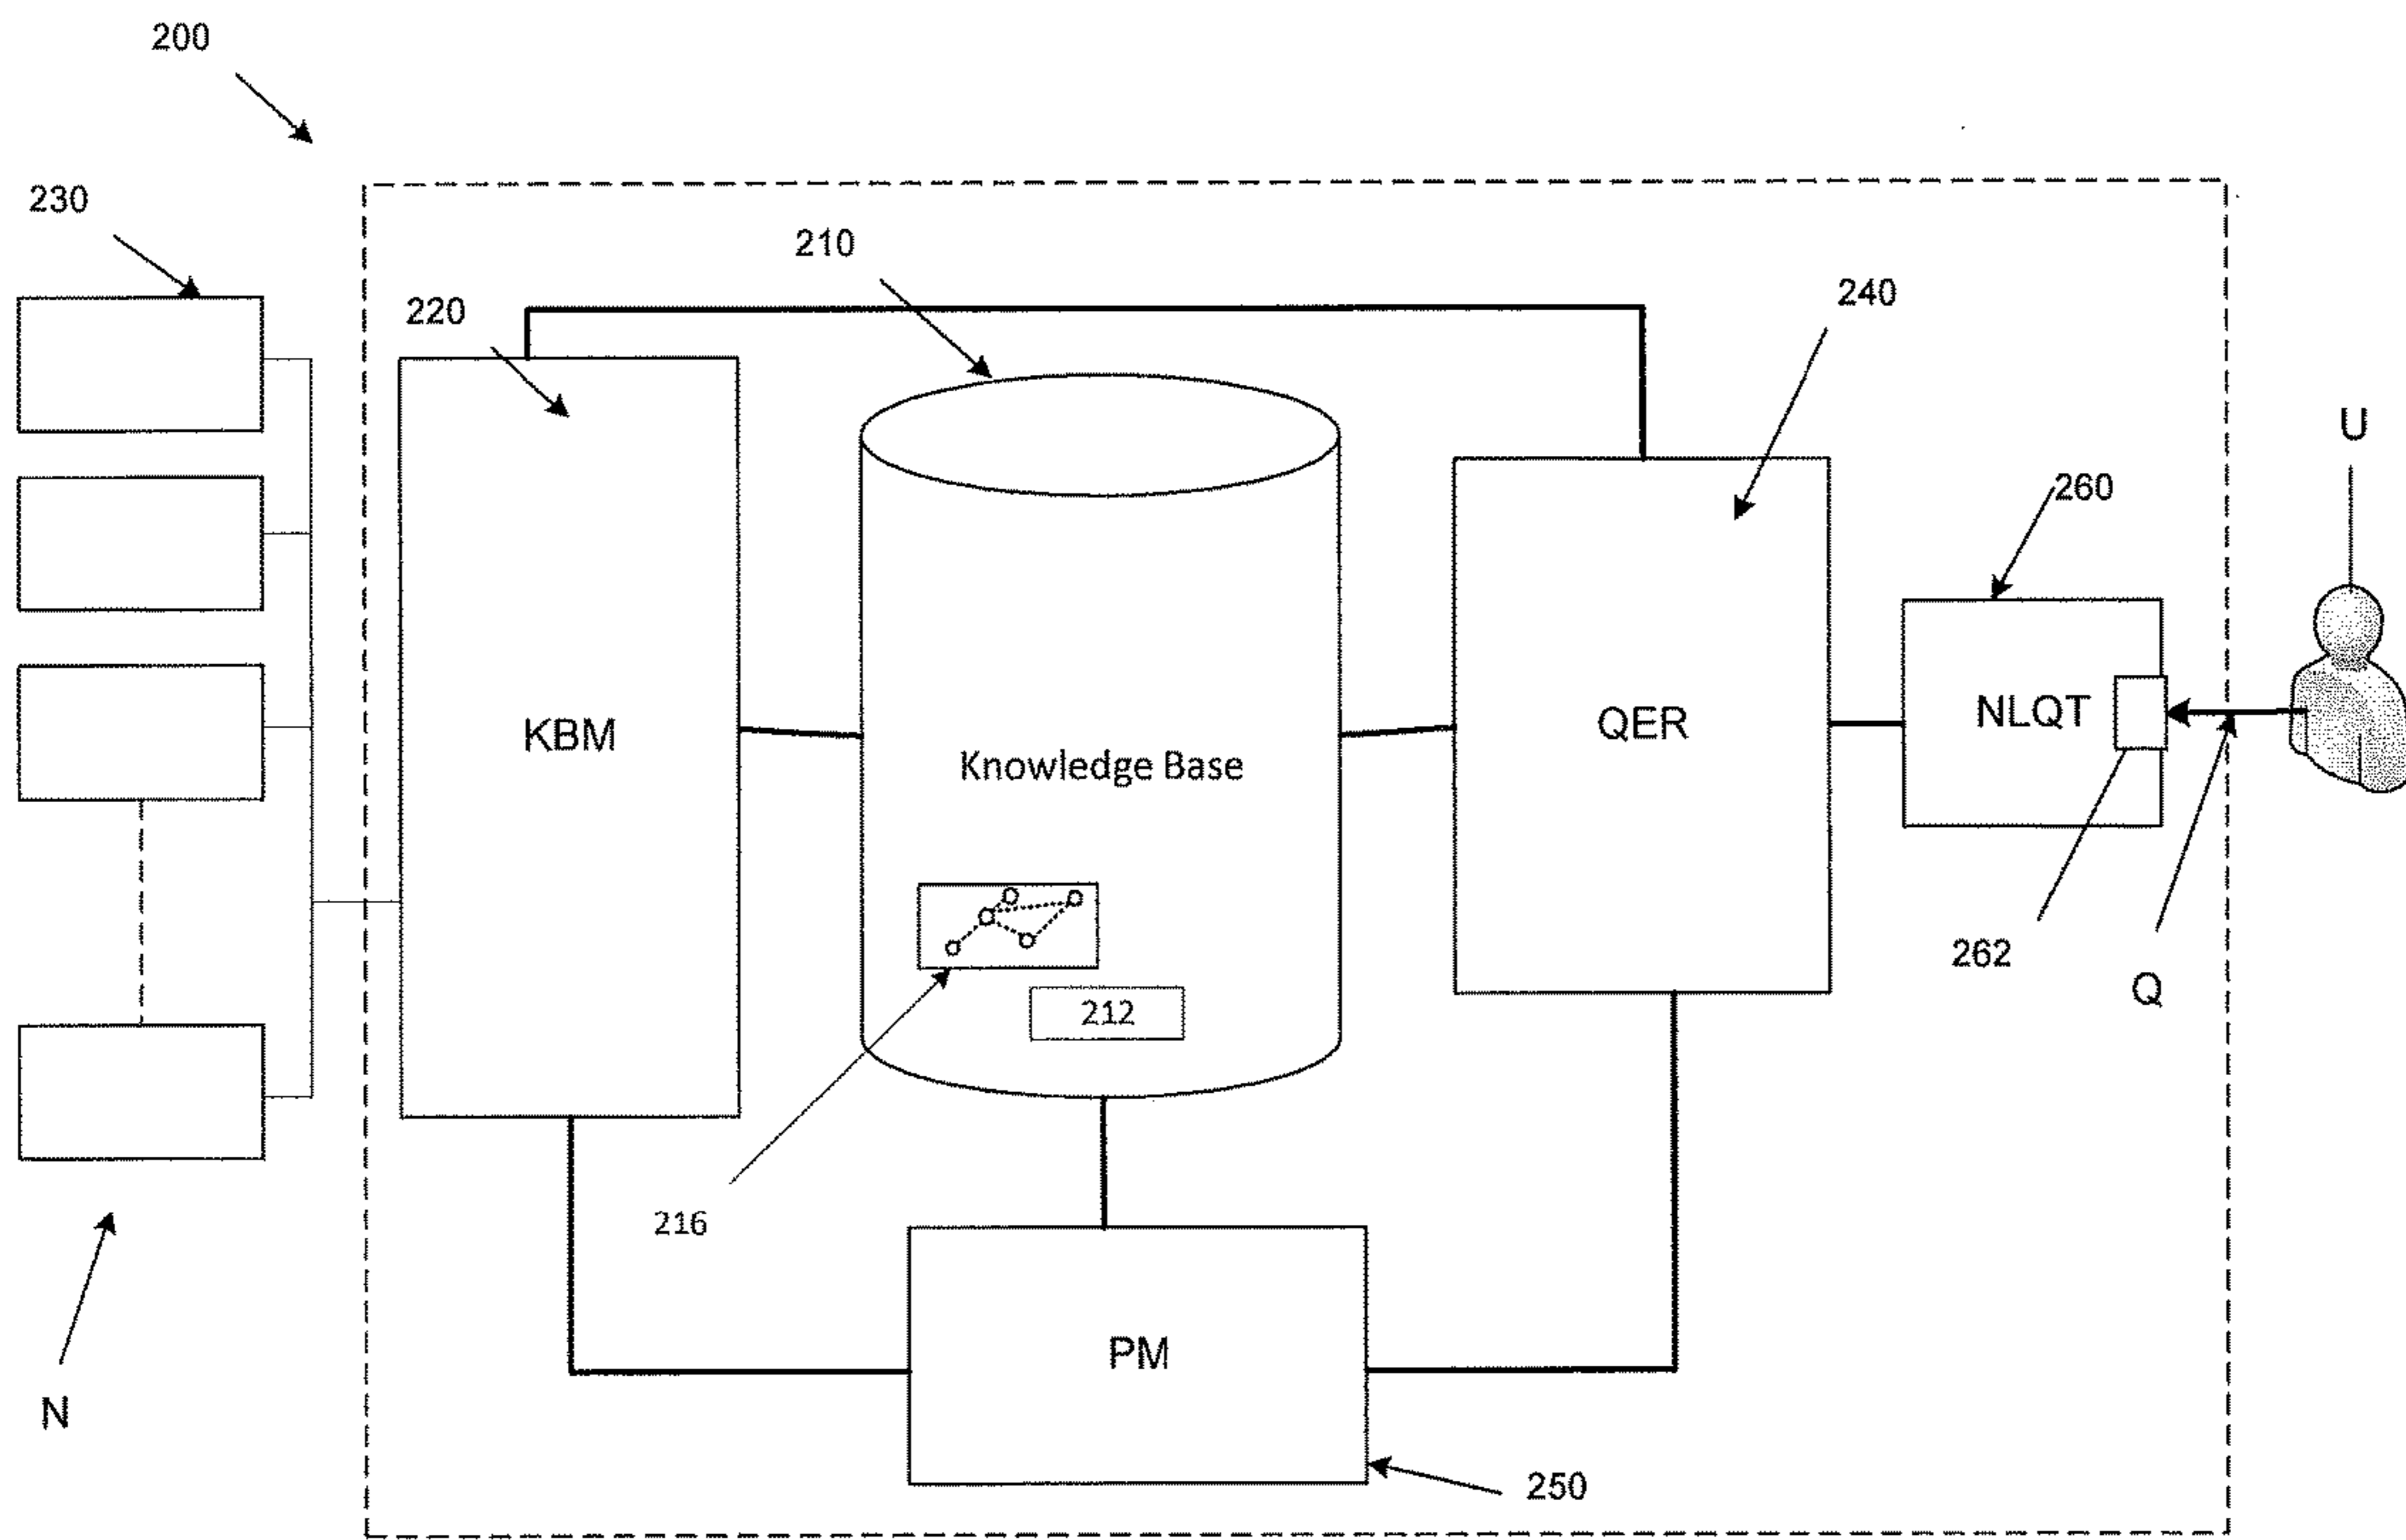 200
230
210
220
240
U
260
KBM
QER
NLQT
Knowledge Base
262
Q
212
216
PM
N
250